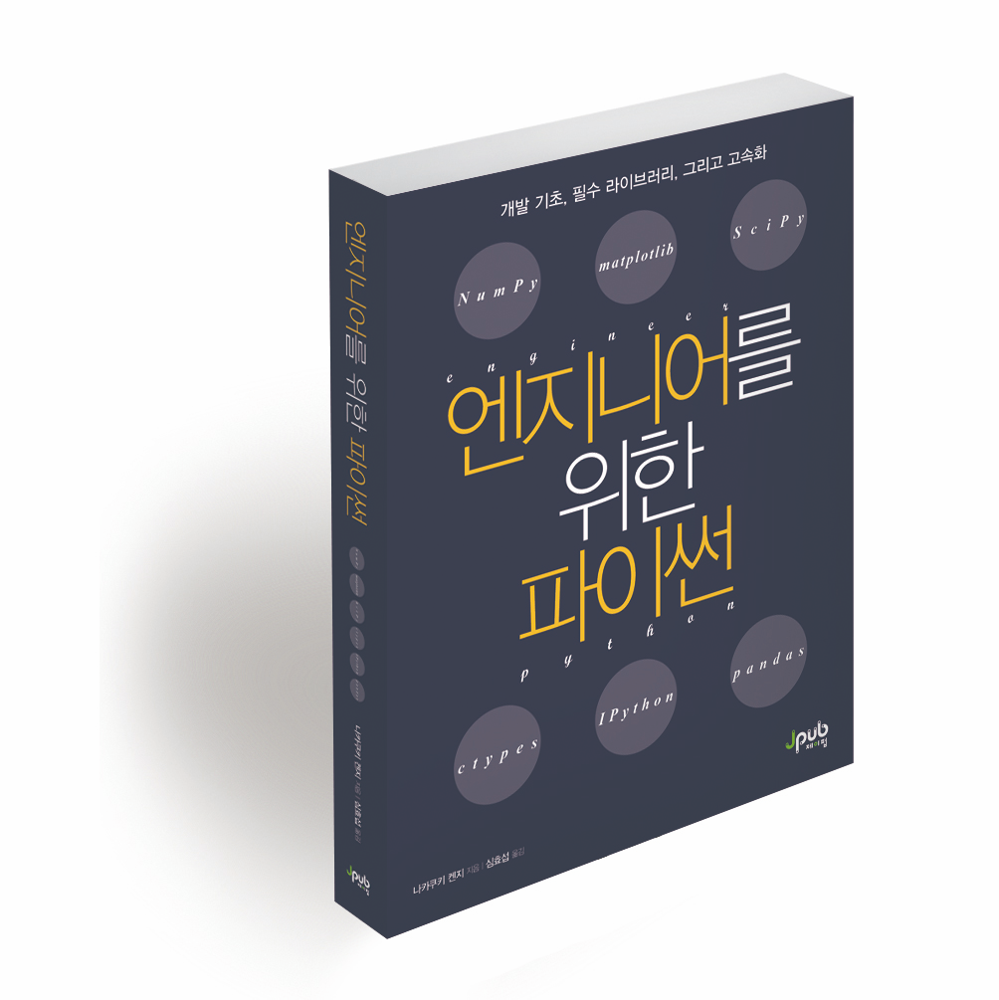 개발 기초, 필수 라이브러리, 그리고 고속화
NumPy
matplotlib
SciPy
engineer
엔지니어를
위한
파이썬
python
ctypes
IPython
pandas
Jpub
제이펍
나카쿠키 켄지 지음 | 심효섭 옮김
엔지니어를 위한 파이썬
나카쿠키 켄지 지음 | 심효섭 옮김
Jpub
제이펍